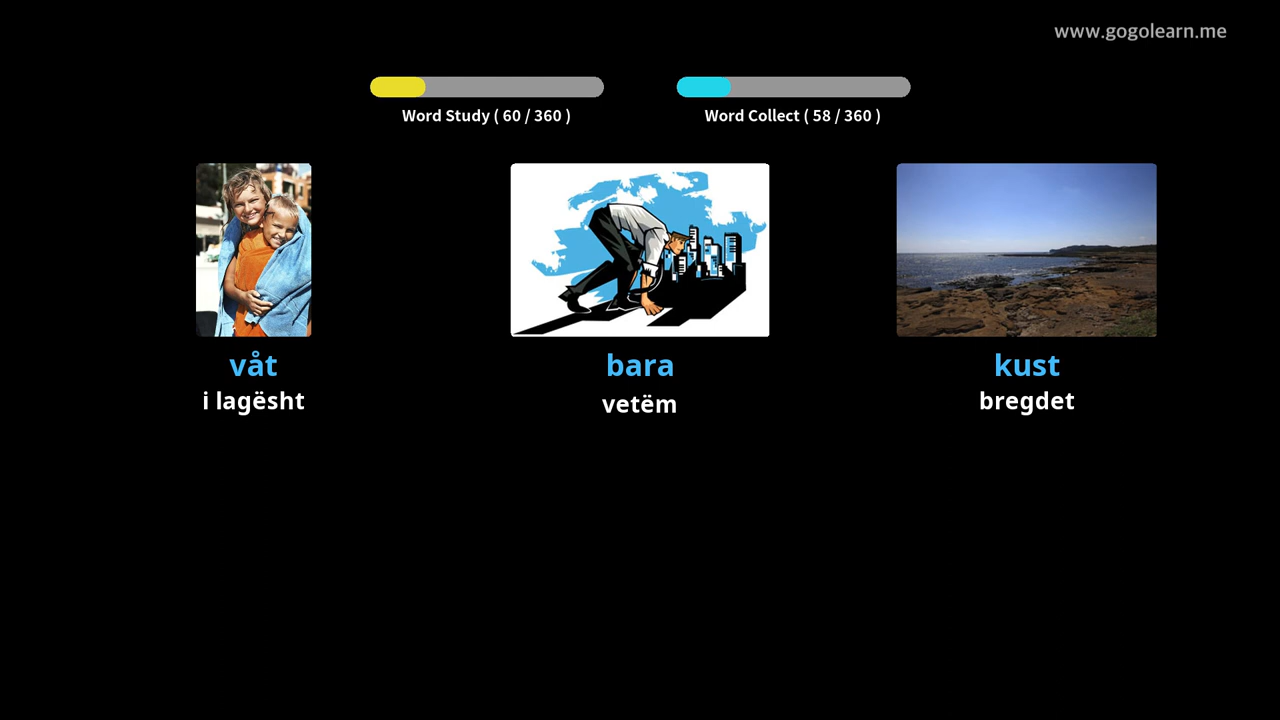 www.gogolearn.me
Word Study ( 60 / 360 )
Word Collect ( 58 / 360 )
våt
i lagësht
bara
vetëm
kust
bregdet